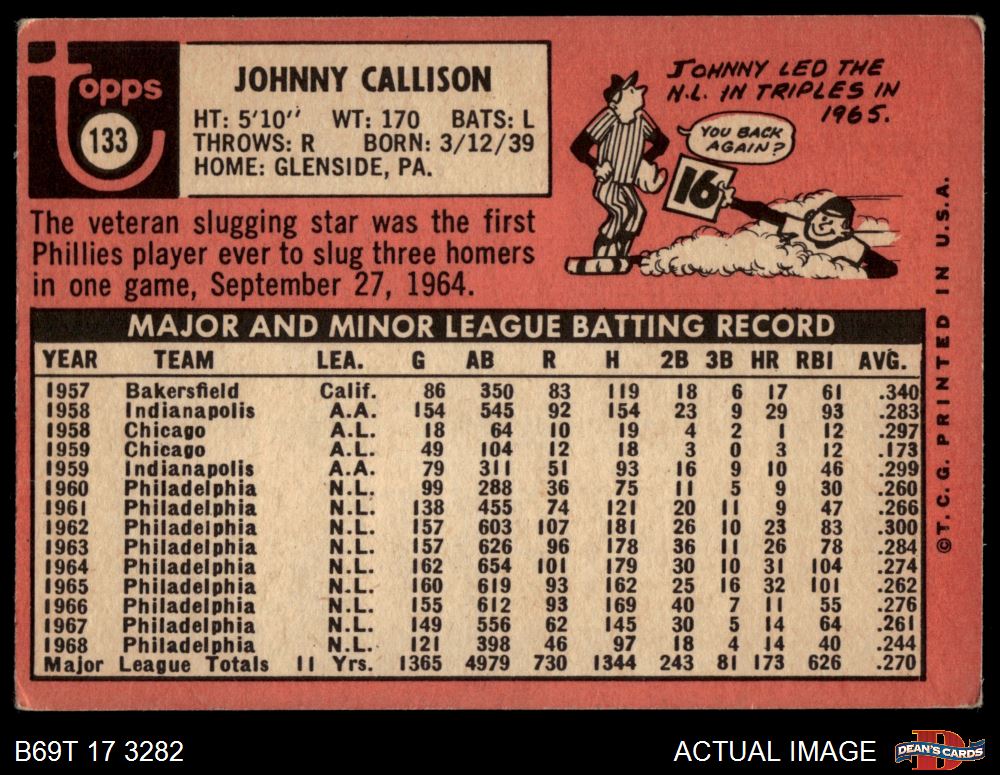 Topps
133
JOHNNY CALLISON
HT: 5'10" WT: 170 BATS: L
THROWS: R BORN: 3/12/39
HOME: GLENSIDE, PA.
JOHNNY LED THE
N.L. IN TRIPLES IN
1965.
YOU BACK
AGAIN?
16
The veteran slugging star was the first
Phillies player ever to slug three homers
in one game, September 27, 1964.
MAJOR AND MINOR LEAGUE BATTING RECORD
YEAR TEAM LEA. G AB R H 2B 3B HR RBI AVG.
1957 Bakersfield Calif. 86 350 83 119 18 6 17 61 .340
1958 Indianapolis A.A. 154 545 92 154 23 9 29 93 .283
1958 Chicago A.L. 18 64 10 19 4 2 1 12 .297
1959 Chicago A.L. 49 104 12 18 3 0 3 12 .173
1959 Indianapolis A.A. 79 311 51 93 16 9 10 46 .299
1960 Philadelphia N.L. 99 288 36 75 11 5 9 30 .260
1961 Philadelphia N.L. 138 455 74 121 20 11 9 47 .266
1962 Philadelphia N.L. 157 603 107 181 26 10 23 83 .300
1963 Philadelphia N.L. 157 626 96 178 36 11 26 78 .284
1964 Philadelphia N.L. 162 654 101 179 30 10 31 104 .274
1965 Philadelphia N.L. 160 619 93 162 25 16 32 101 .262
1966 Philadelphia N.L. 155 612 93 169 40 7 11 55 .276
1967 Philadelphia N.L. 149 556 62 145 30 5 14 64 .261
1968 Philadelphia N.L. 121 398 46 97 18 4 14 40 .244
Major League Totals 11 Yrs. 1365 4979 730 1344 243 81 173 626 .270
©T.C.G. PRINTED IN U.S.A.
B69T 17 3282
ACTUAL IMAGE
D
DEAN'S CARDS